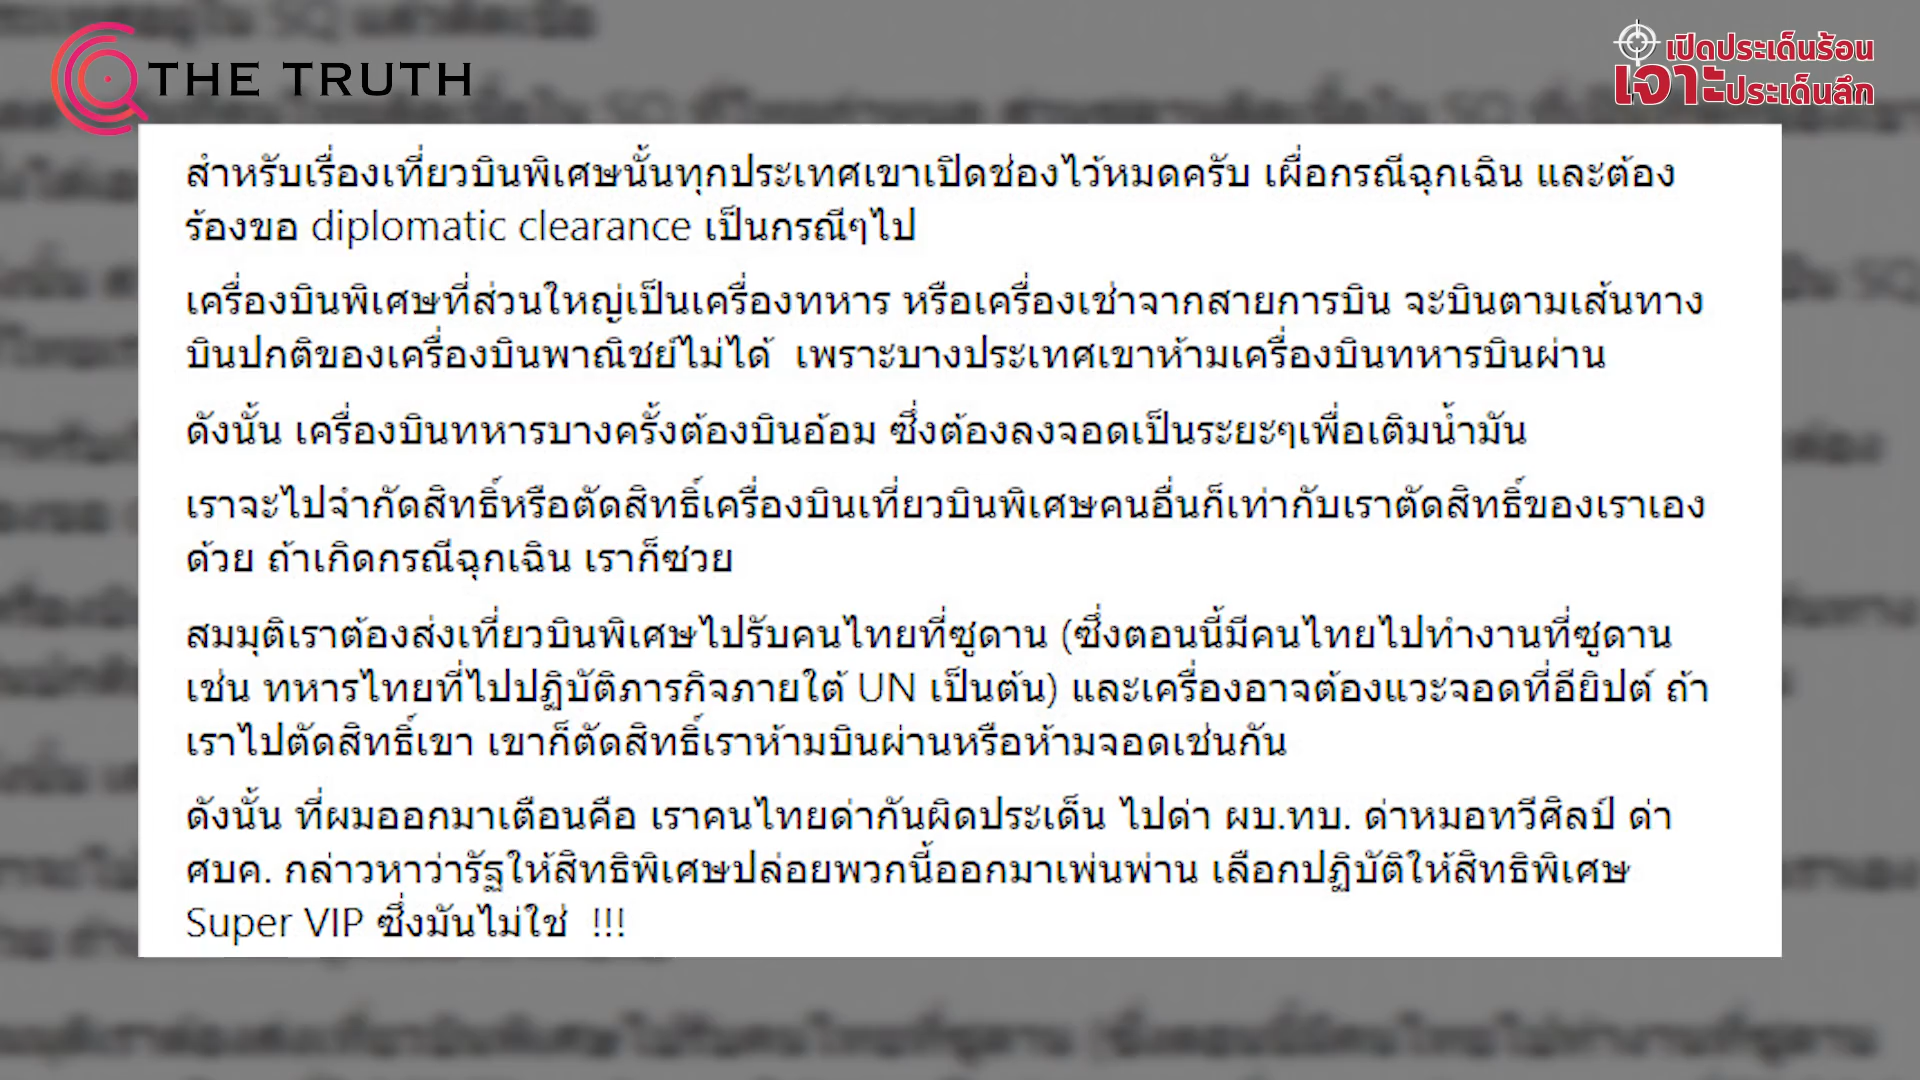 THE TRUTH
เปิดประเด็นร้อน
เจาะประเด็นลึก
สำหรับเรื่องเที่ยวบินพิเศษนั้นทุกประเทศเขาเปิดช่องไว้หมดครับ เผื่อกรณีฉุกเฉิน และต้อง
ร้องขอ diplomatic clearance เป็นกรณีๆไป
เครื่องบินพิเศษที่ส่วนใหญ่เป็นเครื่องทหาร หรือเครื่องเช่าจากสายการบิน จะบินตามเส้นทาง
บินปกติของเครื่องบินพาณิชย์ไม่ได้ เพราะบางประเทศเขาห้ามเครื่องบินทหารบินผ่าน
ดังนั้น เครื่องบินทหารบางครั้งต้องบินอ้อม ซึ่งต้องลงจอดเป็นระยะๆเพื่อเติมน้ำมัน
เราจะไปจำกัดสิทธิ์หรือตัดสิทธิ์เครื่องบินเที่ยวบินพิเศษคนอื่นก็เท่ากับเราตัดสิทธิ์ของเราเอง
ด้วย ถ้าเกิดกรณีฉุกเฉิน เราก็ซวย
สมมุติเราต้องส่งเที่ยวบินพิเศษไปรับคนไทยที่ซูดาน (ซึ่งตอนนี้มีคนไทยไปทำงานที่ซูดาน
เช่น ทหารไทยที่ไปปฏิบัติภารกิจภายใต้ UN เป็นต้น) และเครื่องอาจต้องแวะจอดที่อียิปต์ ถ้า
เราไปตัดสิทธิ์เขา เขาก็ตัดสิทธิ์เราห้ามบินผ่านหรือห้ามจอดเช่นกัน
ดังนั้น ที่ผมออกมาเตือนคือ เราคนไทยด่ากันผิดประเด็น ไปด่า ผบ.ทบ. ด่าหมอทวีศิลป์ ด่า
ศบค. กล่าวหาว่ารัฐให้สิทธิพิเศษปล่อยพวกนี้ออกมาเพ่นพ่าน เลือกปฏิบัติให้สิทธิพิเศษ
Super VIP ซึ่งมันไม่ใช่ !!!